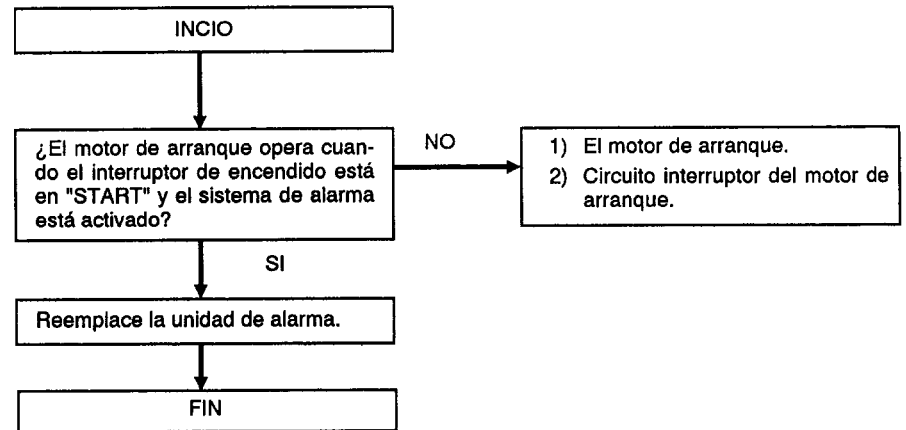 INCIO
¿El motor de arranque opera cuan-
do el interruptor de encendido está
en "START" y el sistema de alarma
está activado?
NO
1) El motor de arranque.
2) Circuito interruptor del motor de
arranque.
SI
Reemplace la unidad de alarma.
FIN